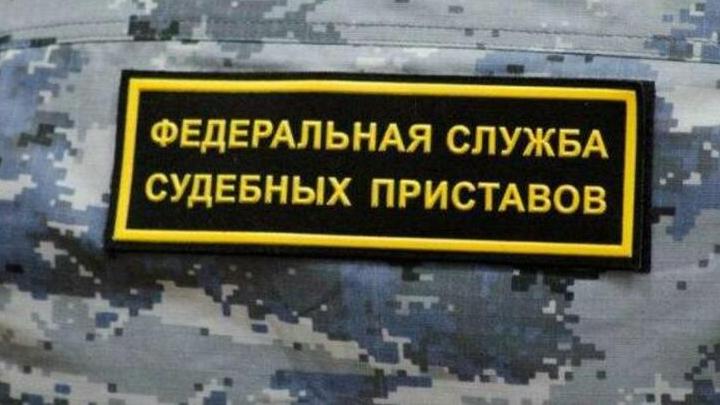 ФЕДЕРАЛЬНАЯ СЛУЖБА
СУДЕБНЫХ ПРИСТАВОВ